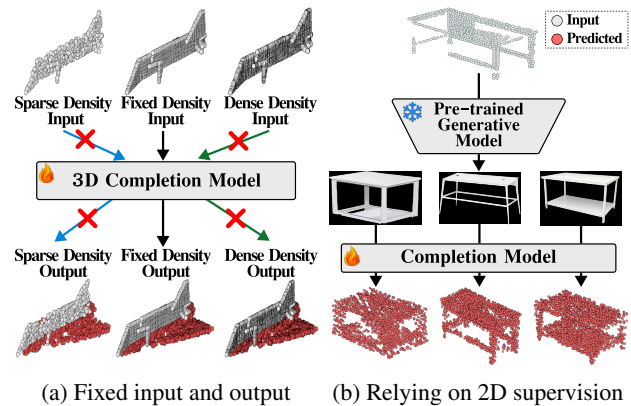 Sparse Density
Input
Fixed Density
Input
Dense Density
Input
3D Completion Model
Sparse Density
Output
Fixed Density
Output
Dense Density
Output
(a) Fixed input and output
Input
Predicted
Pre-trained
Generative
Model
Completion Model
(b) Relying on 2D supervision